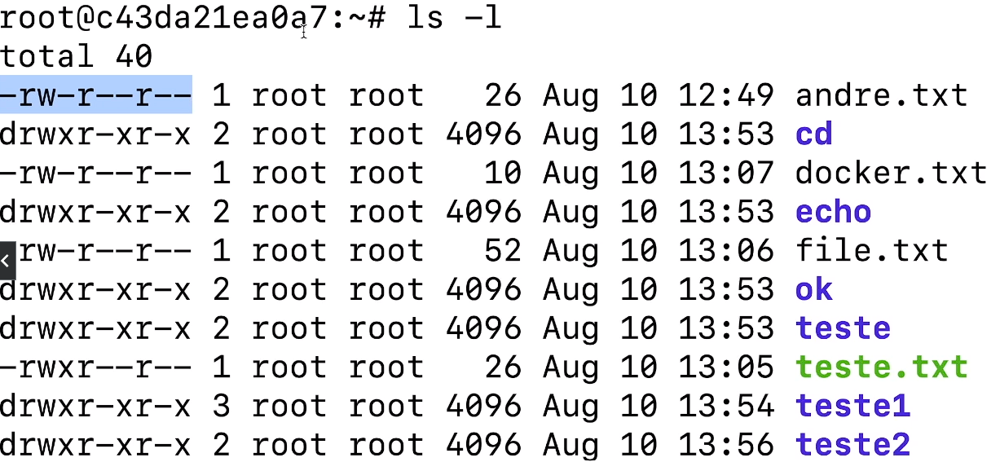 root@c43da21ea0a7:~# ls -l
total 40
-rw-r--r-- 1 root root   26 Aug 10 12:49 andre.txt
drwxr-xr-x 2 root root 4096 Aug 10 13:53 cd
-rw-r--r-- 1 root root   10 Aug 10 13:07 docker.txt
drwxr-xr-x 2 root root 4096 Aug 10 13:53 echo
rw-r--r-- 1 root root   52 Aug 10 13:06 file.txt
drwxr-xr-x 2 root root 4096 Aug 10 13:53 ok
drwxr-xr-x 2 root root 4096 Aug 10 13:53 teste
-rwxr--r-- 1 root root   26 Aug 10 13:05 teste.txt
drwxr-xr-x 3 root root 4096 Aug 10 13:54 teste1
drwxr-xr-x 2 root root 4096 Aug 10 13:56 teste2